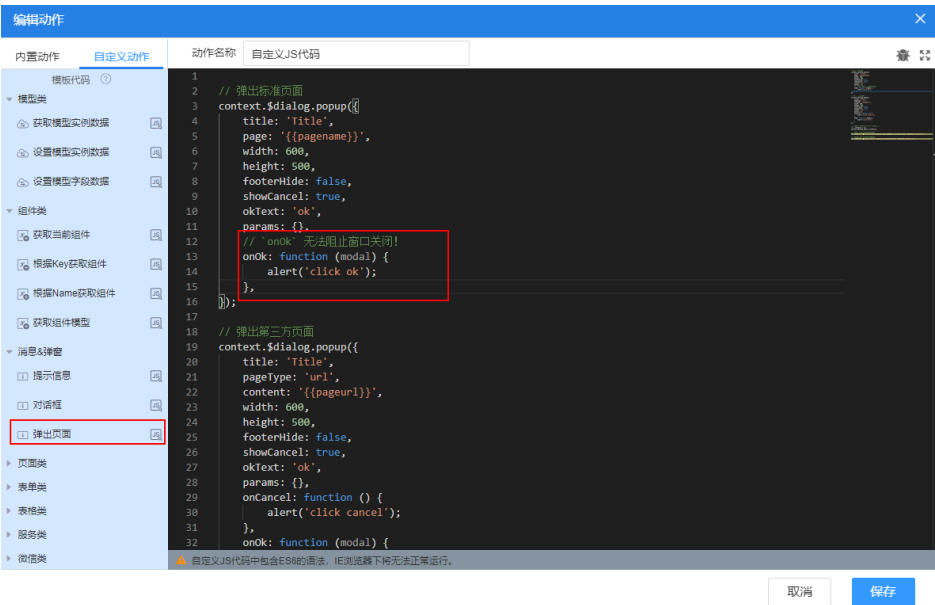 编辑动作
内置动作 自定义动作
动作名称 自定义JS代码
模板代码
模型类
获取模型实例数据
设置模型实例数据
设置模型字段数据
组件类
获取当前组件
根据Key获取组件
根据Name获取组件
获取组件模型
消息&弹窗
提示信息
对话框
弹出页面
页面类
表单类
表格类
服务类
微信类
1
2 // 弹出标准页面
3 context.$dialog.popup({
4 title: 'Title',
5 page: '{{pagename}}',
6 width: 600,
7 height: 500,
8 footerHide: false,
9 showCancel: true,
10 okText: 'ok',
11 params: {},
12 // `onOk` 无法阻止窗口关闭!
13 onOk: function (modal) {
14 alert('click ok');
15 },
16 });
17
18 // 弹出第三方页面
19 context.$dialog.popup({
20 title: 'Title',
21 pageType: 'url',
22 content: '{{pageurl}}',
23 width: 600,
24 height: 500,
25 footerHide: false,
26 showCancel: true,
27 okText: 'ok',
28 params: {},
29 onCancel: function () {
30 alert('click cancel');
31 },
32 onOk: function (modal) {
自定义JS代码中包含ES6的语法，IE浏览器下将无法正常运行。
取消 保存